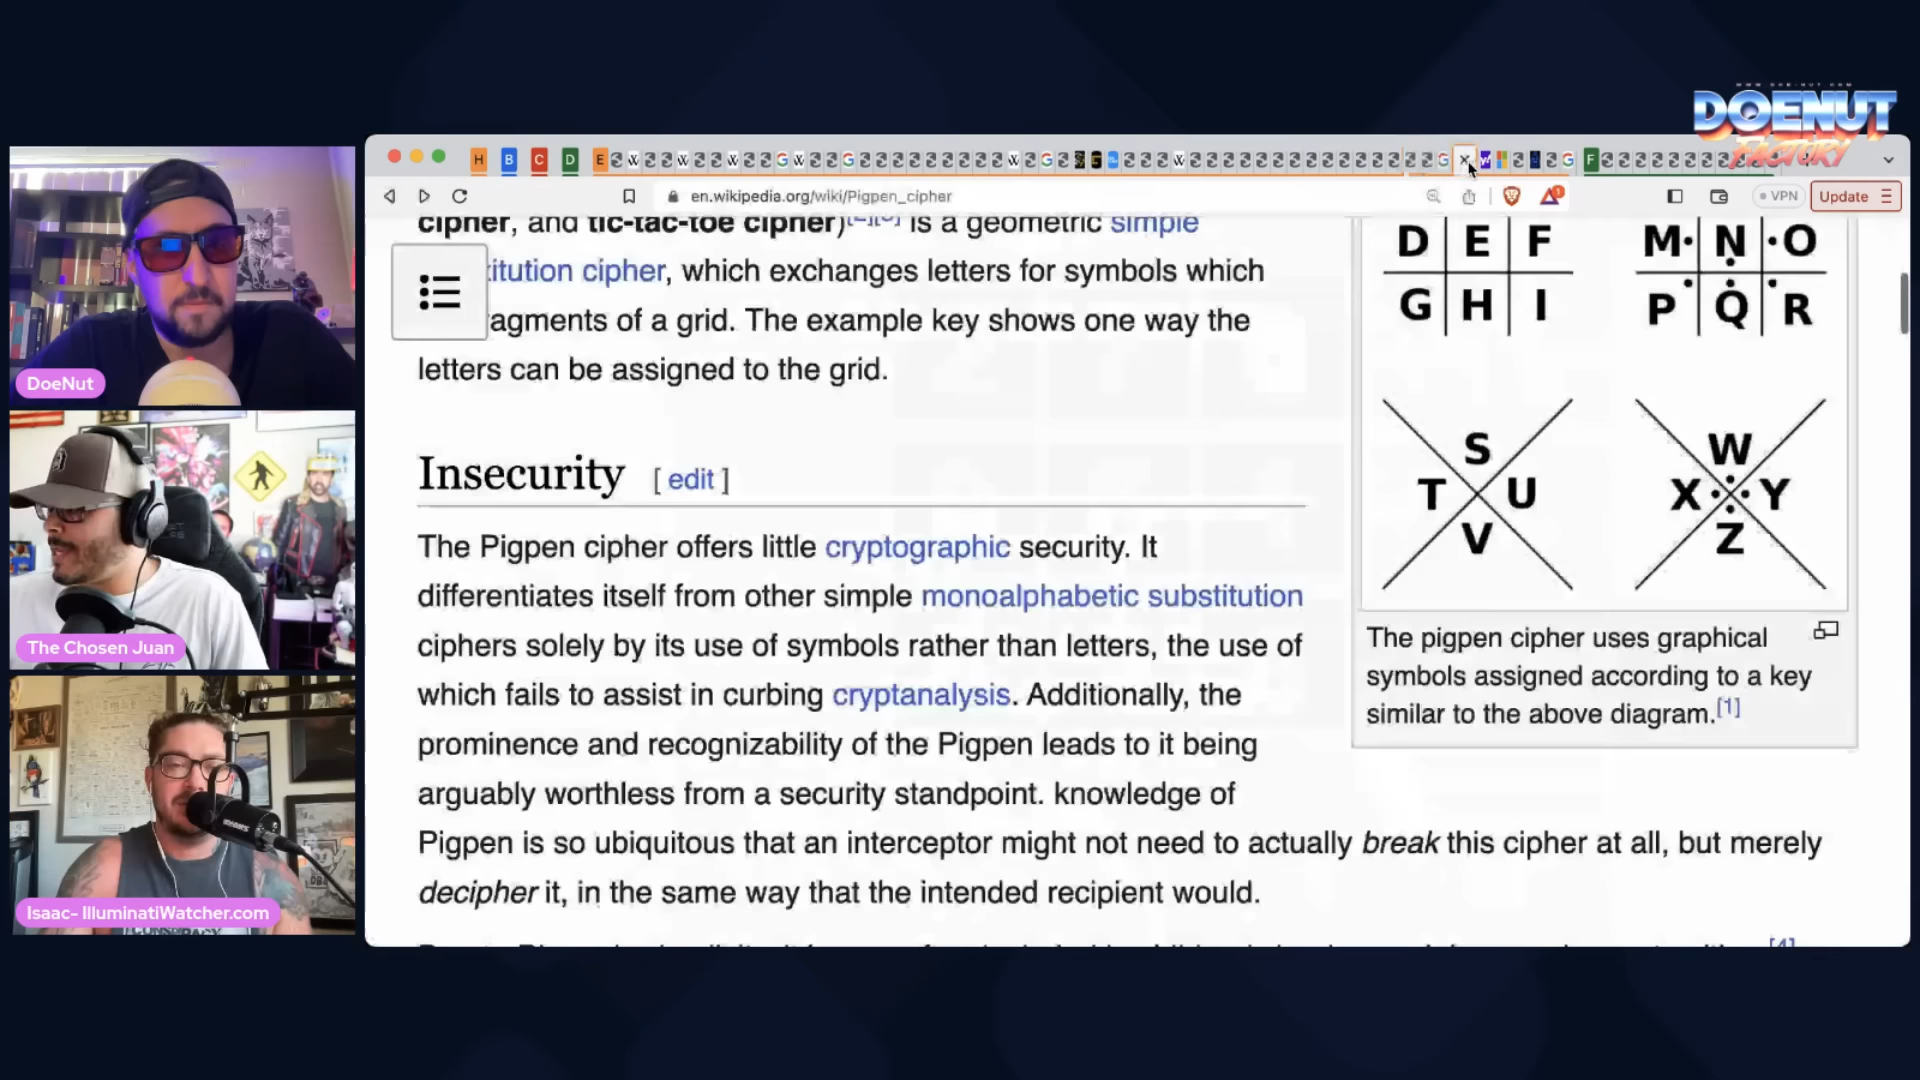 DOENUT
FACTORY
H B C D E
F
en.wikipedia.org/wiki/Pigpen_cipher
VPN
Update
cipher, and tic-tac-toe cipher) is a geometric simple
itution cipher, which exchanges letters for symbols which
agments of a grid. The example key shows one way the
letters can be assigned to the grid.
Insecurity [ edit ]
The Pigpen cipher offers little cryptographic security. It
differentiates itself from other simple monoalphabetic substitution
ciphers solely by its use of symbols rather than letters, the use of
which fails to assist in curbing cryptanalysis. Additionally, the
prominence and recognizability of the Pigpen leads to it being
arguably worthless from a security standpoint. knowledge of
Pigpen is so ubiquitous that an interceptor might not need to actually break this cipher at all, but merely
decipher it, in the same way that the intended recipient would.
D E F
G H I
M N O
P Q R
S
T U
V
W
X Y
Z
The pigpen cipher uses graphical
symbols assigned according to a key
similar to the above diagram.[1]
DoeNut
The Chosen Juan
Isaac- IlluminatiWatcher.com